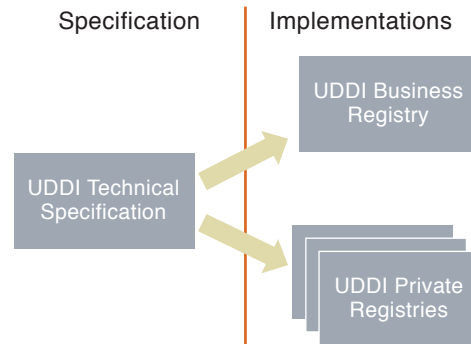 Specification
Implementations
UDDI Business
Registry
UDDI Technical
Specification
UDDI Private
Registries